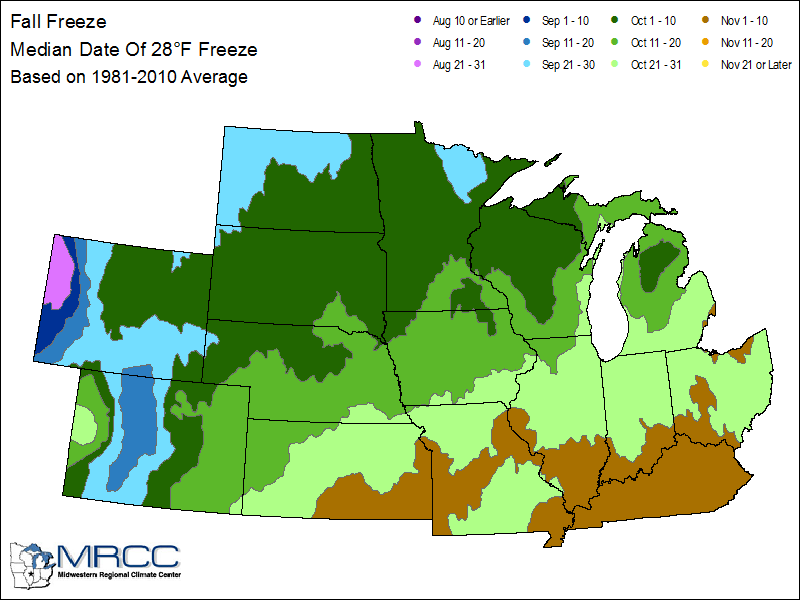 Fall Freeze
Median Date Of 28°F Freeze
Based on 1981-2010 Average
Aug 10 or Earlier
Aug 11 - 20
Aug 21 - 31
Sep 1 - 10
Sep 11 - 20
Sep 21 - 30
Oct 1 - 10
Oct 11 - 20
Oct 21 - 31
Nov 1 - 10
Nov 11 - 20
Nov 21 or Later
MRCC
Midwestern Regional Climate Center